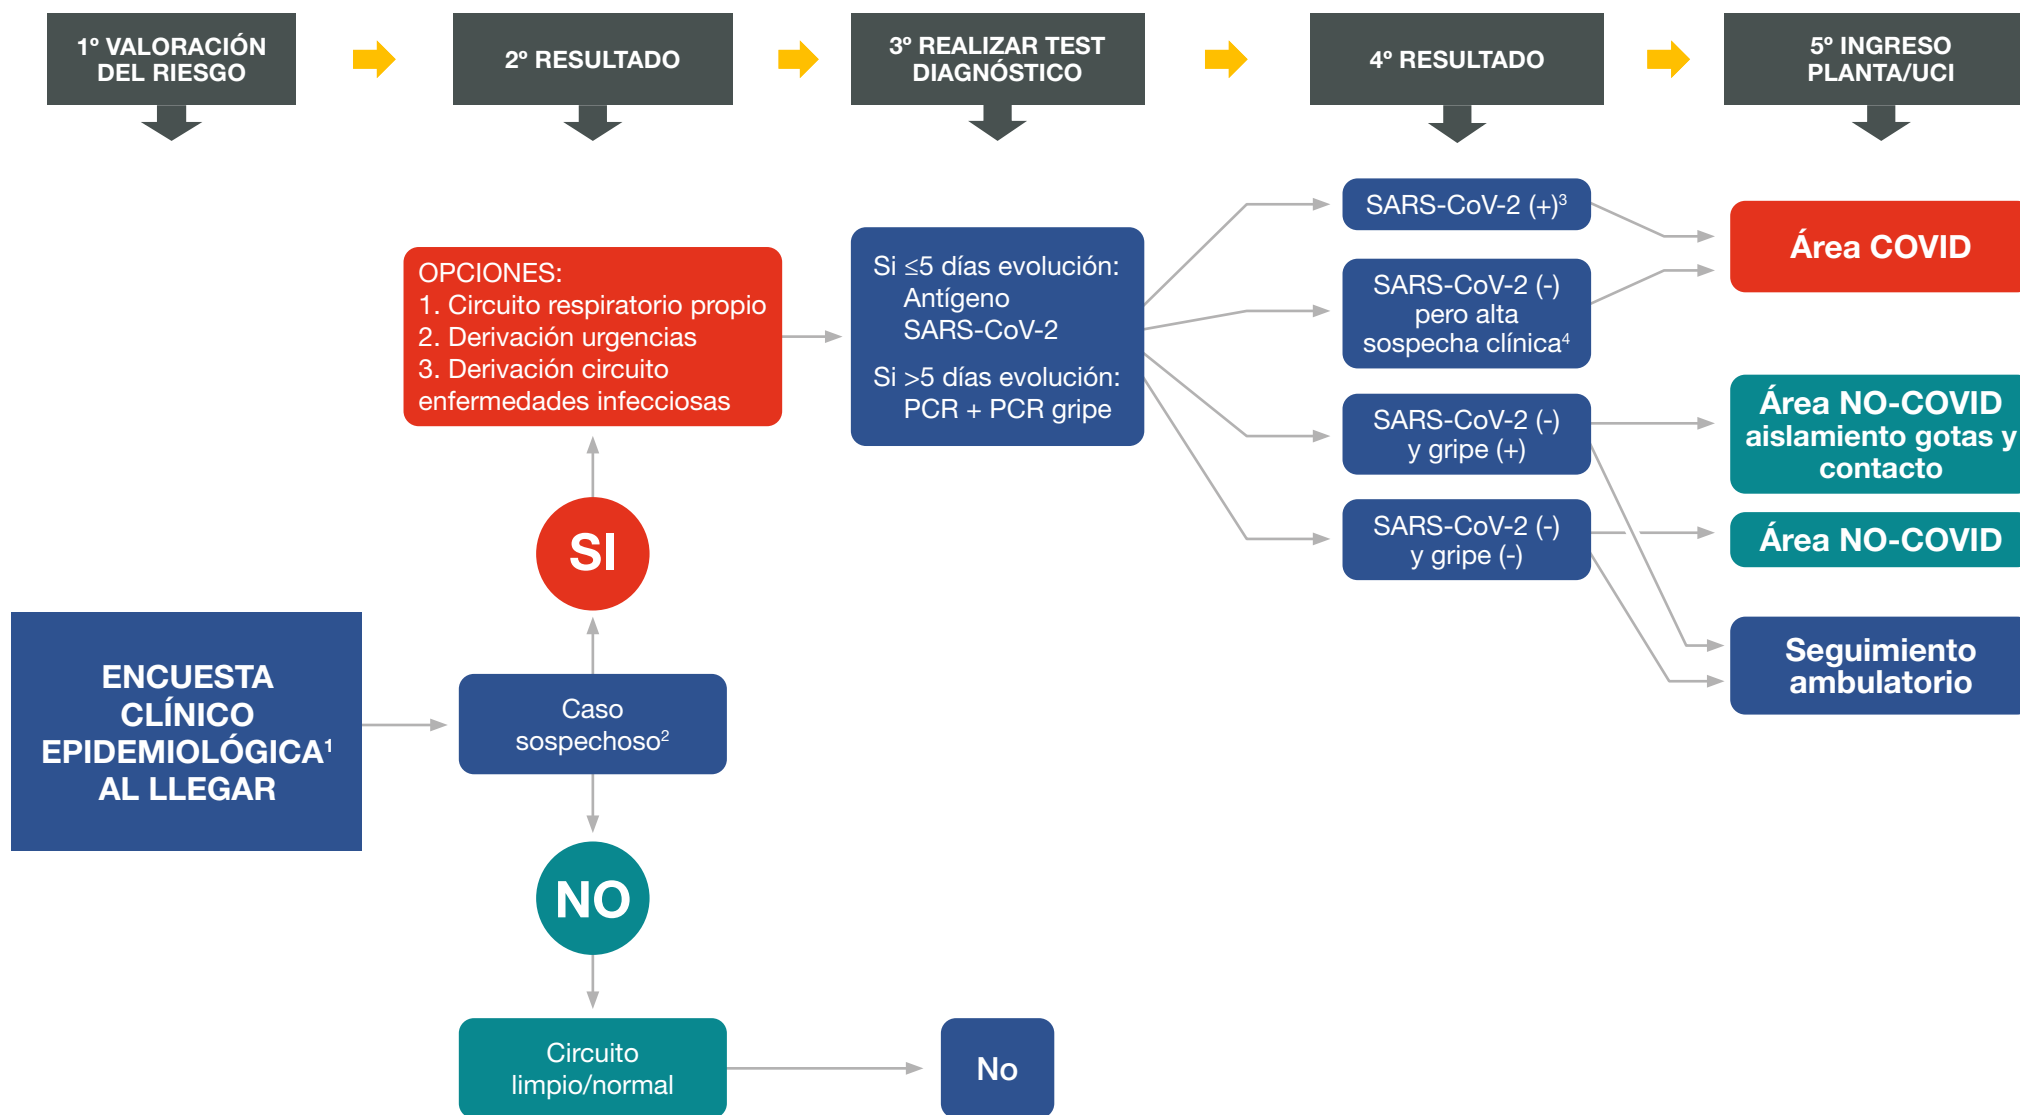 1º VALORACIÓN
DEL RIESGO
2º RESULTADO
3º REALIZAR TEST
DIAGNÓSTICO
4º RESULTADO
5º INGRESO
PLANTA/UCI
OPCIONES:
1. Circuito respiratorio propio
2. Derivación urgencias
3. Derivación circuito
enfermedades infecciosas
Si ≤5 días evolución:
Antígeno
SARS-CoV-2
Si >5 días evolución:
PCR + PCR gripe
SARS-CoV-2 (+)³
SARS-CoV-2 (-)
pero alta
sospecha clínica⁴
SARS-CoV-2 (-)
y gripe (+)
SARS-CoV-2 (-)
y gripe (-)
Área COVID
Área NO-COVID
aislamiento gotas y
contacto
Área NO-COVID
Seguimiento
ambulatorio
SI
ENCUESTA
CLÍNICO
EPIDEMIOLÓGICA¹
AL LLEGAR
Caso
sospechoso²
NO
Circuito
limpio/normal
No